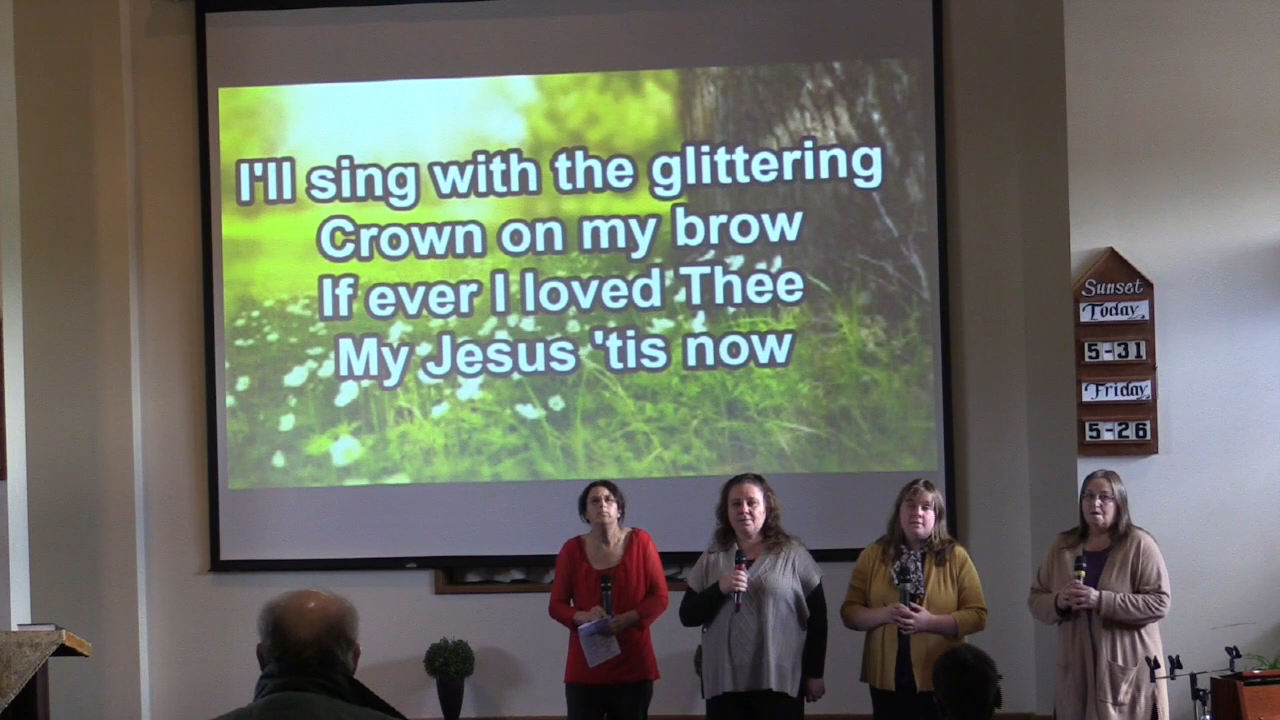 I'll sing with the glittering
Crown on my brow
If ever I loved Thee
My Jesus 'tis now
Sunset
Today
5-31
Friday
5-26